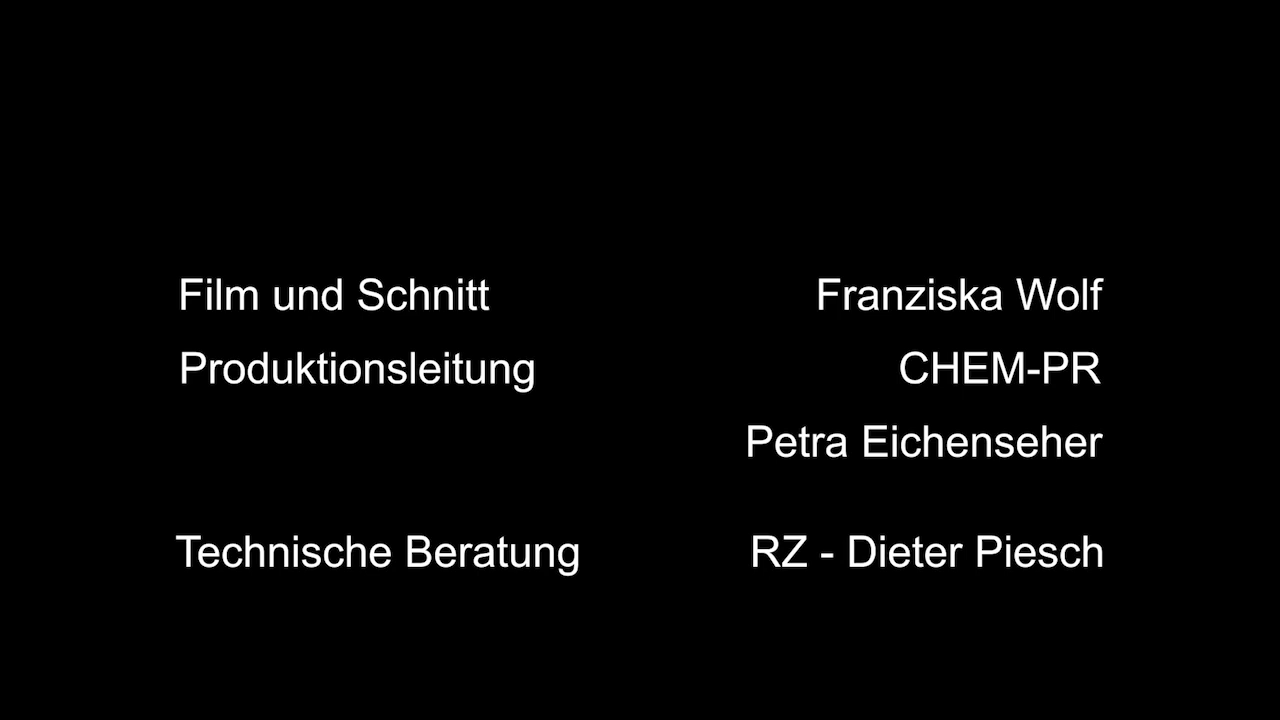 Film und Schnitt Franziska Wolf
Produktionsleitung CHEM-PR
Petra Eichenseher
Technische Beratung RZ - Dieter Piesch